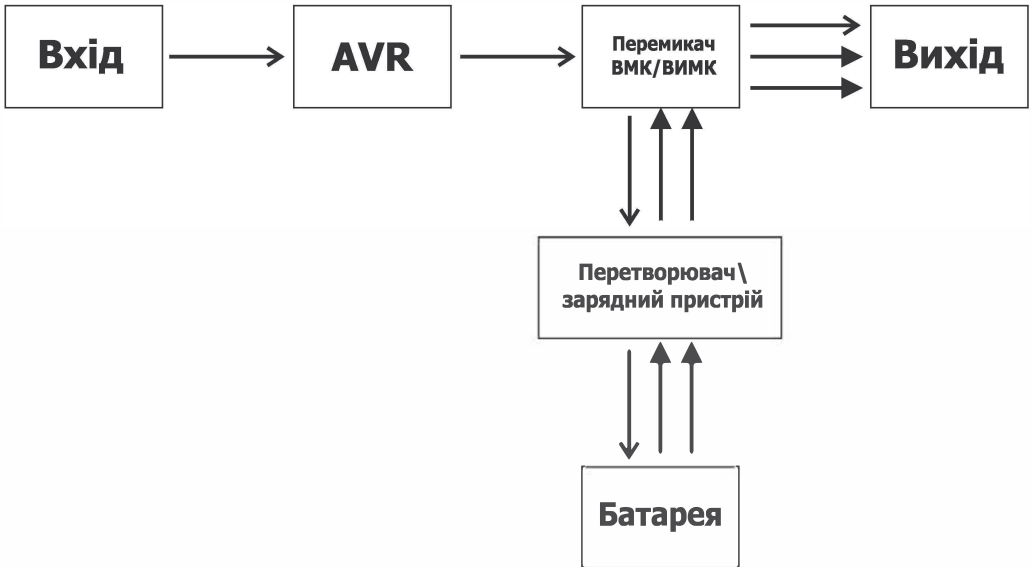 Вхід
AVR
Перемикач
ВМК/ВИМК
Вихід
Перетворювач\
зарядний пристрій
Батарея